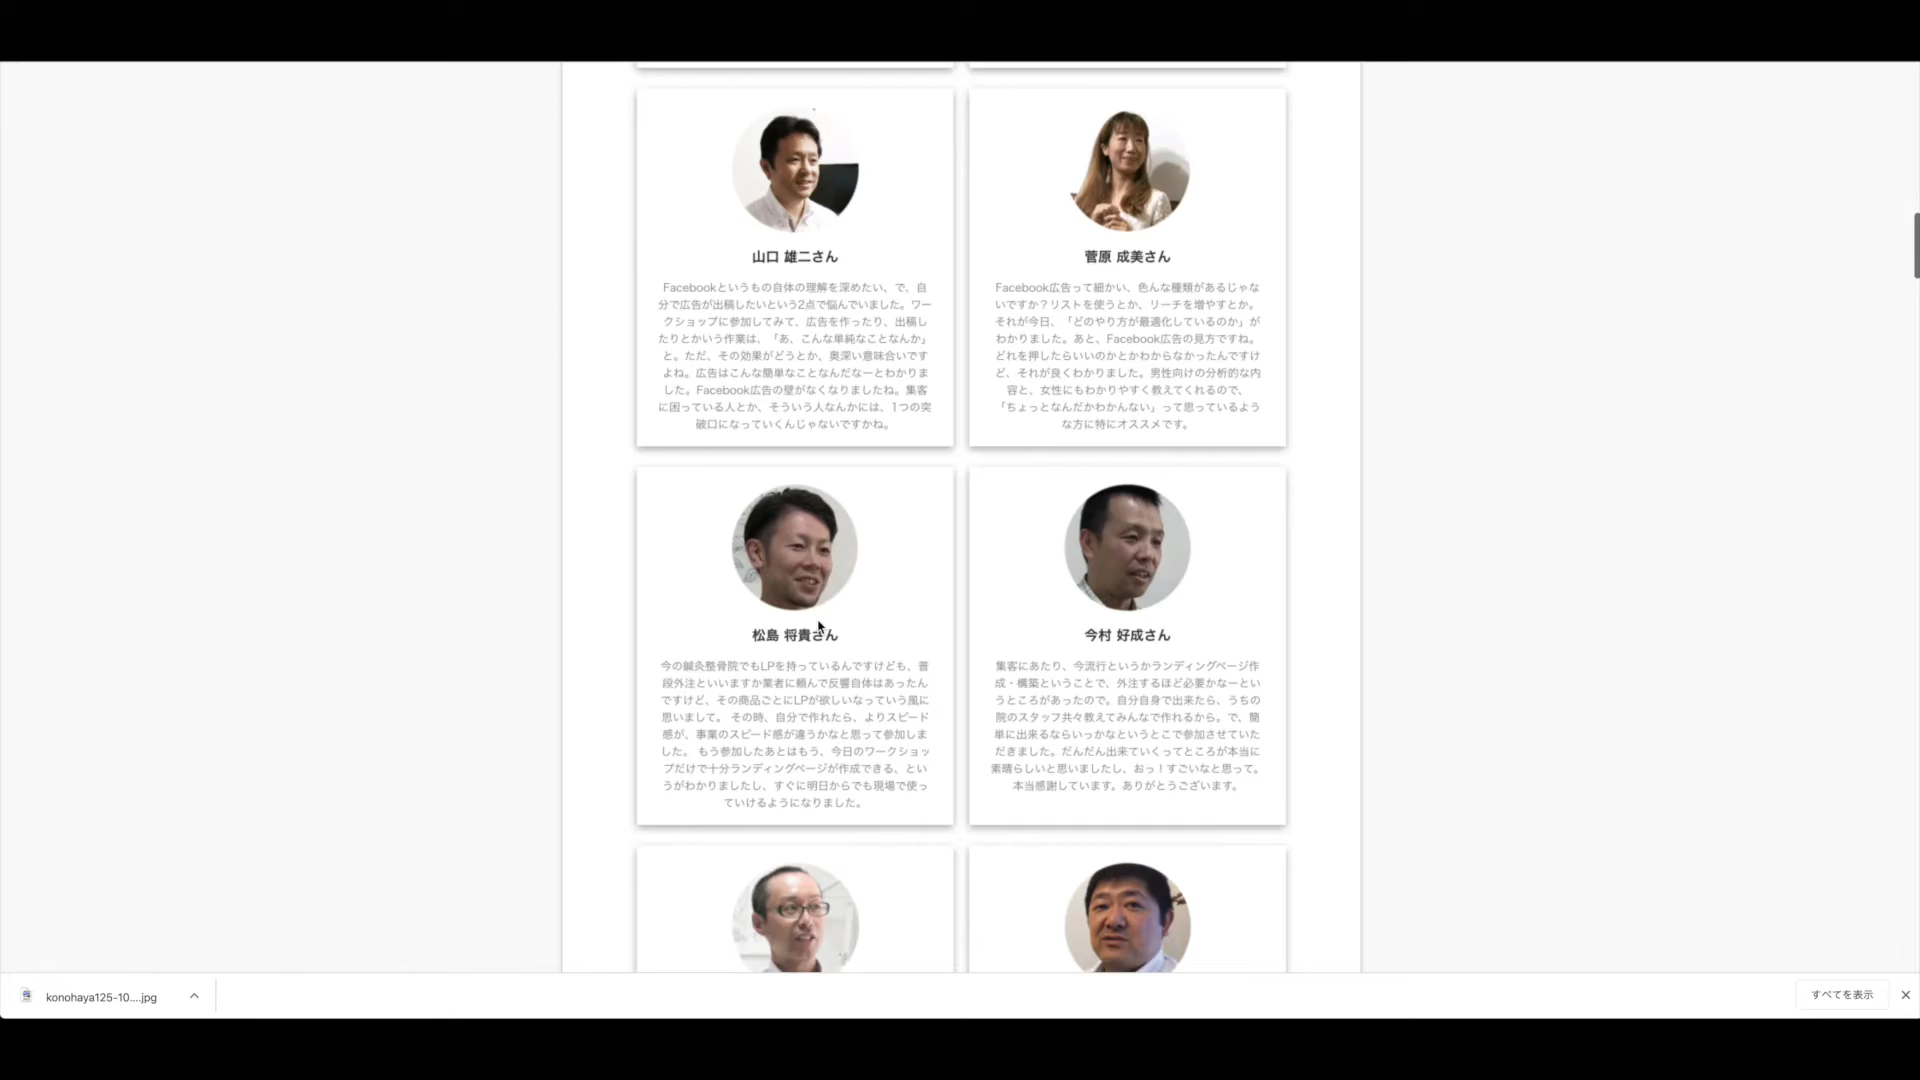 山口 雄二さん
Facebookというもの自体の理解を深めたい、で、自
分で広告が出稿したいという2点で悩んでいました。ワー
クショップに参加してみて、広告を作ったり、出稿し
たりとかいう作業は、「あ、こんな単純なことなんか」
と。ただ、その効果がどうとか、奥深い意味合いです
よね。広告はこんな簡単なことなんだなーとわかりま
した。Facebook広告の壁がなくなりましたね。集客
に困っている人とか、そういう人なんかには、1つの突
破口になっていくんじゃないですかね。
菅原 成美さん
Facebook広告って細かい、色んな種類があるじゃな
いですか？リストを使うとか、リーチを増やすとか。
それが今日、「どのやり方が最適化しているのか」が
わかりました。あと、Facebook広告の見方ですね。
どれを押したらいいのかとかわからなかったんですけ
ど、それが良くわかりました。男性向けの分析的な内
容と、女性にもわかりやすく教えてくれるので、
「ちょっとなんだかわかんない」って思っているよう
な方に特にオススメです。
松島 将貴さん
今の鍼灸整骨院でもLPを持っているんですけども、普
段外注といいますか業者に頼んで反響自体はあったん
ですけど、その商品ごとにLPが欲しいなっていう風に
思いまして。 その時、自分で作れたら、よりスピード
感が、事業のスピード感が違うかなと思って参加しま
した。 もう参加したあとはもう、今日のワークショッ
プだけで十分ランディングページが作成できる、とい
うがわかりましたし、すぐに明日からでも現場で使っ
ていけるようになりました。
今村 好成さん
集客にあたり、今流行というかランディングページ作
成・構築ということで、外注するほど必要かなーとい
うところがあったので。自分自身で出来たら、うちの
院のスタッフ共々教えてみんなで作れるから。で、簡
単に出来るならいっかなというとこで参加させていた
だきました。だんだん出来ていくってところが本当に
素晴らしいと思いましたし、おっ！すごいなと思って。
本当感謝しています。ありがとうございます。
konohaya125-10....jpg
すべてを表示